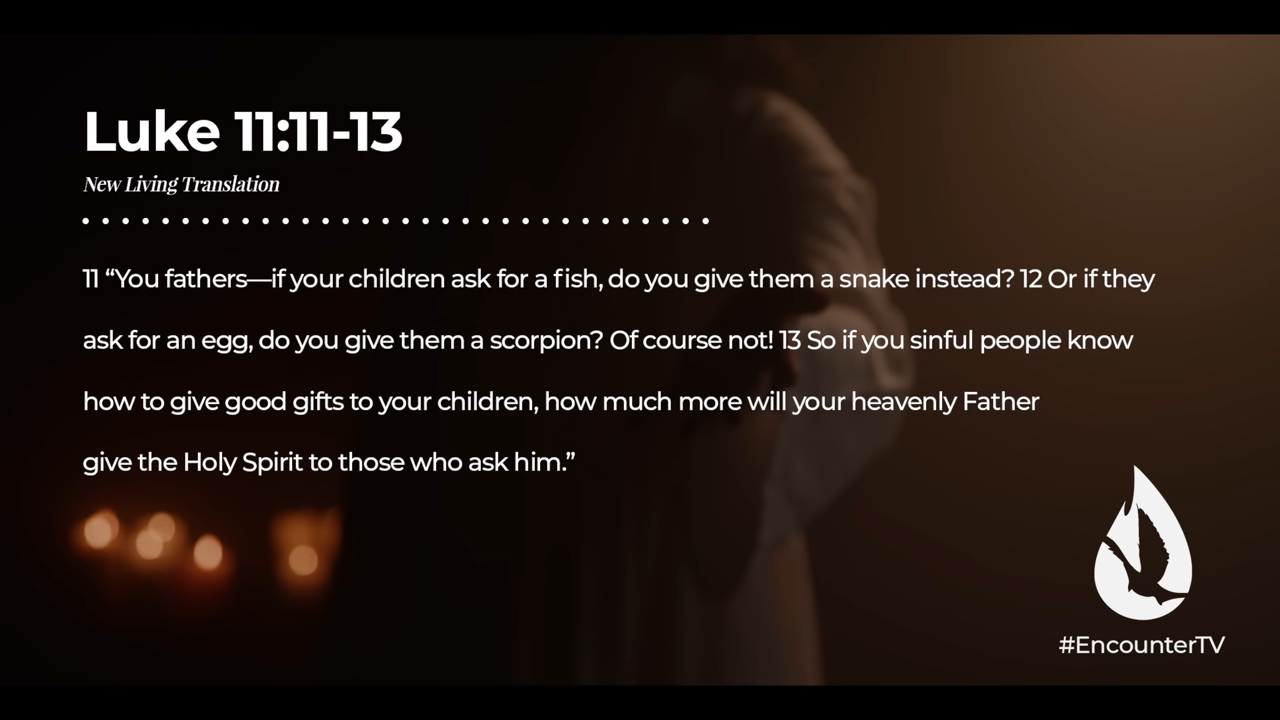 Luke 11:11-13
New Living Translation
11 “You fathers—if your children ask for a fish, do you give them a snake instead? 12 Or if they
ask for an egg, do you give them a scorpion? Of course not! 13 So if you sinful people know
how to give good gifts to your children, how much more will your heavenly Father
give the Holy Spirit to those who ask him.”
#EncounterTV